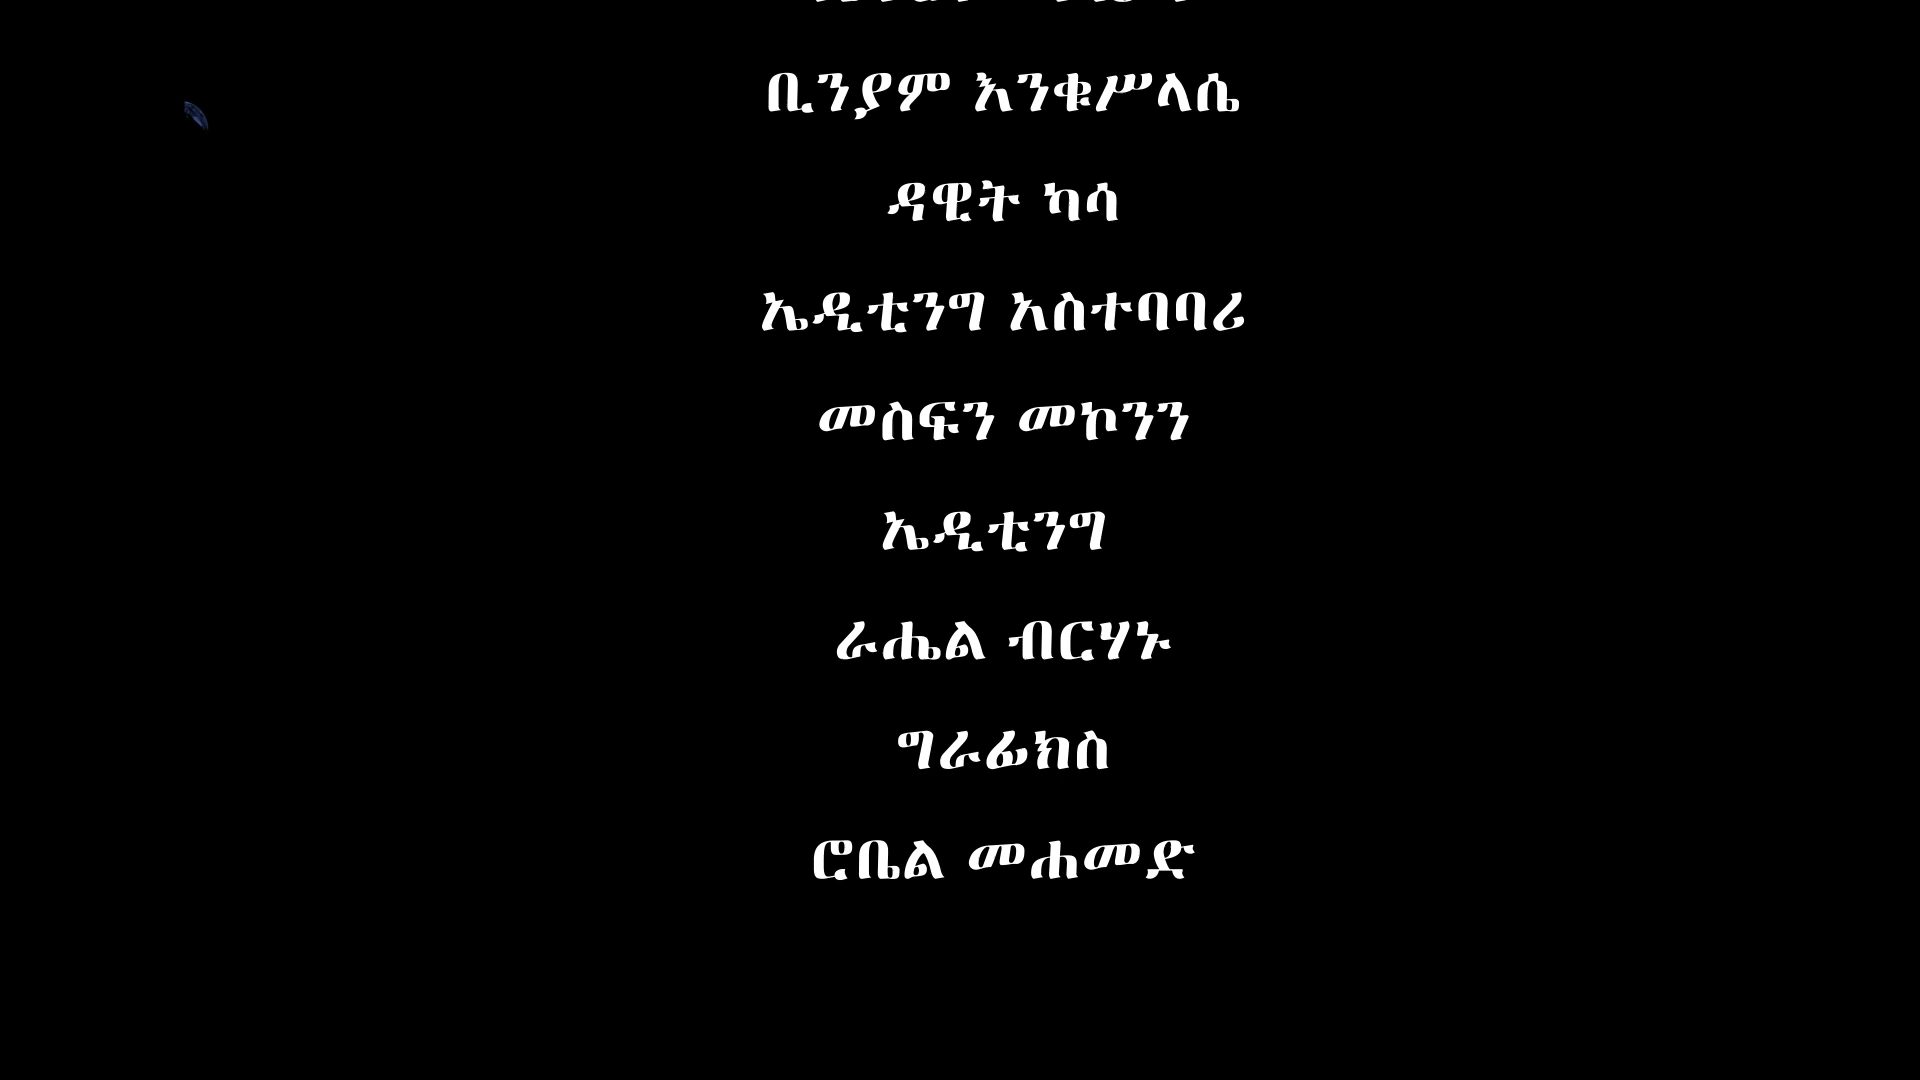 ቢንያም እንቁሥላሴ
ዳዊት ካሳ
ኤዲቲንግ አስተባባሪ
መስፍን መኮንን
ኤዲቲንግ
ራሔል ብርሃኑ
ግራፊክስ
ሮቤል መሐመድ